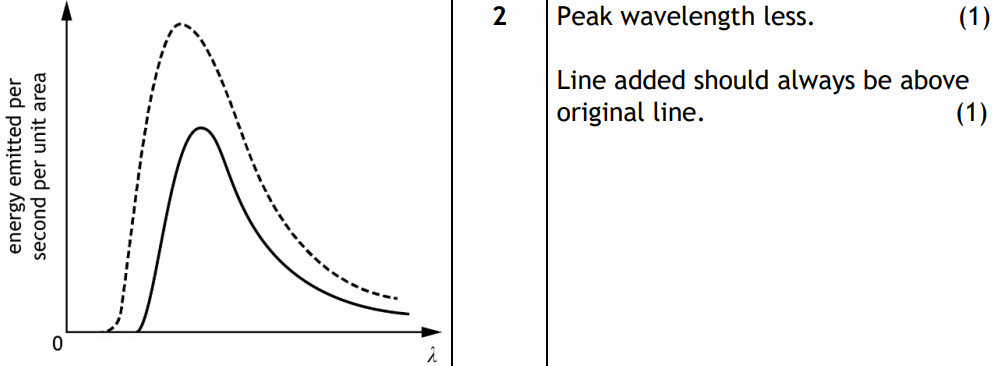 energy emitted per
second per unit area
0
λ
2
Peak wavelength less. (1)
Line added should always be above
original line. (1)